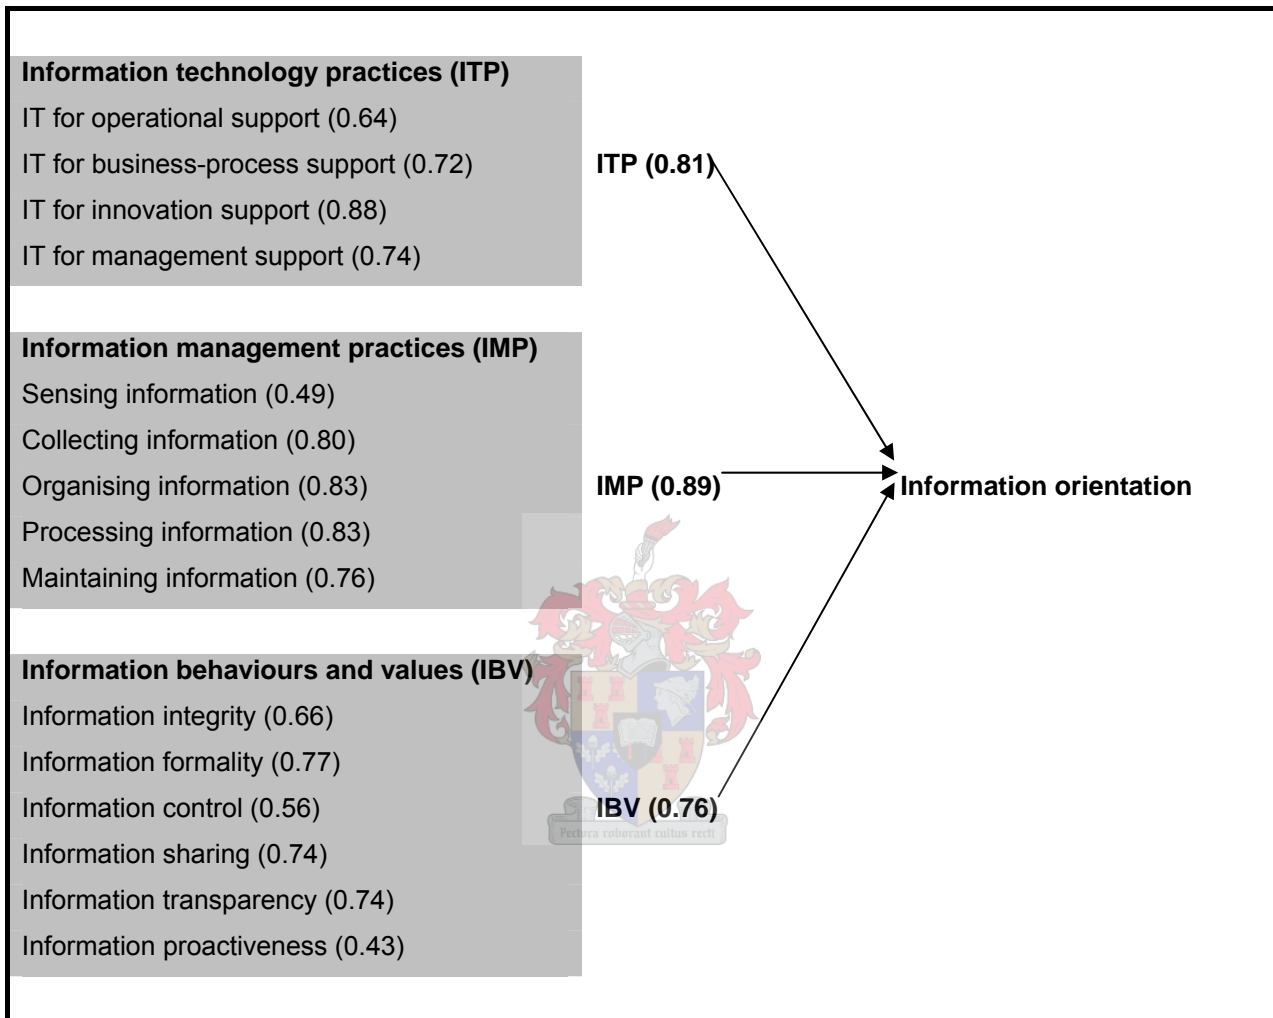 Information technology practices (ITP)
IT for operational support (0.64)
IT for business-process support (0.72)
IT for innovation support (0.88)
IT for management support (0.74)
ITP (0.81)
Information management practices (IMP)
Sensing information (0.49)
Collecting information (0.80)
Organising information (0.83)
Processing information (0.83)
Maintaining information (0.76)
IMP (0.89)
Information orientation
Information behaviours and values (IBV)
Information integrity (0.66)
Information formality (0.77)
Information control (0.56)
Information sharing (0.74)
Information transparency (0.74)
Information proactiveness (0.43)
IBV (0.76)
Pectora roborant cultus recti